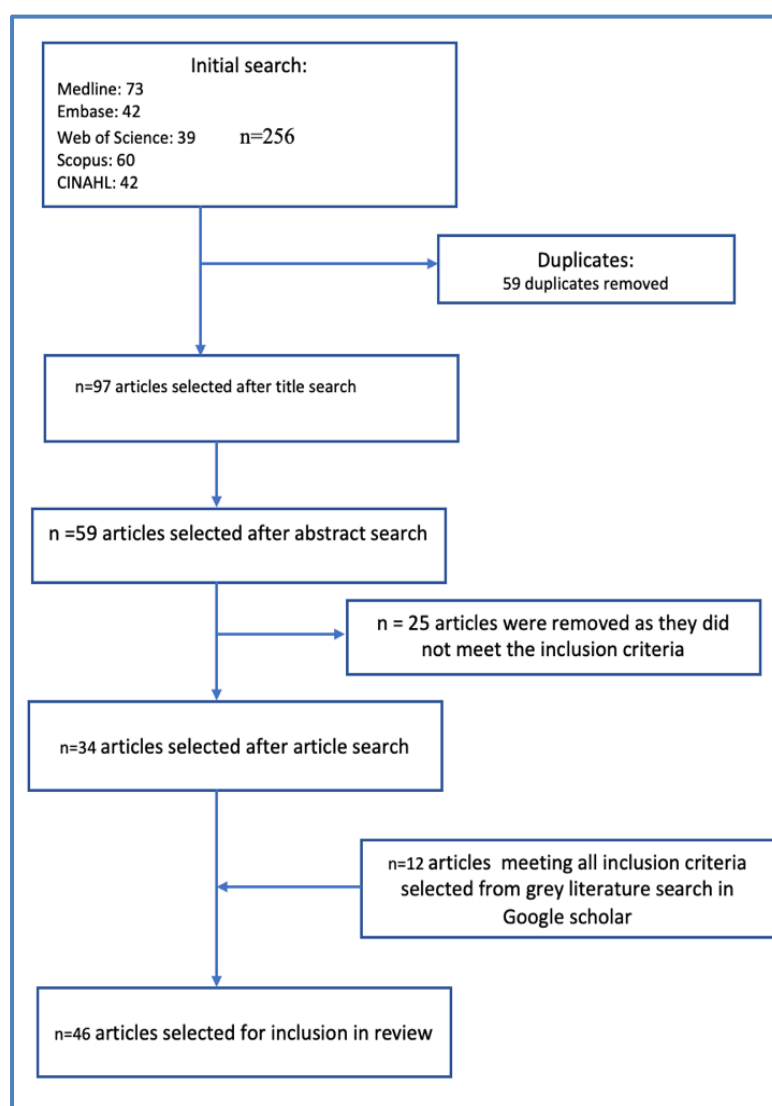 Initial search:
Medline: 73
Embase: 42
Web of Science: 39 n=256
Scopus: 60
CINAHL: 42
Duplicates:
59 duplicates removed
n=97 articles selected after title search
n =59 articles selected after abstract search
n = 25 articles were removed as they did
not meet the inclusion criteria
n=34 articles selected after article search
n=12 articles meeting all inclusion criteria
selected from grey literature search in
Google scholar
n=46 articles selected for inclusion in review